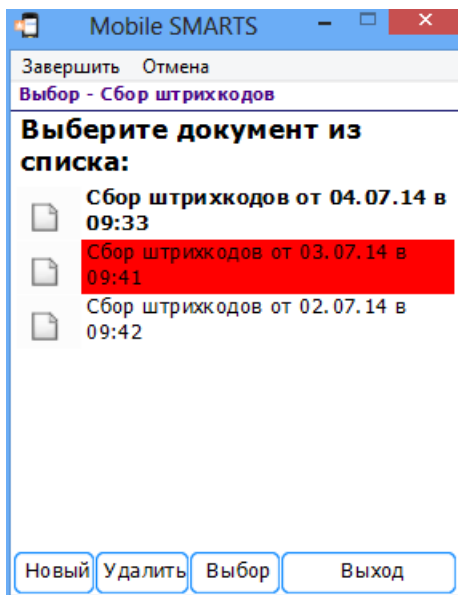 Mobile SMARTS
Завершить Отмена
Выбор - Сбор штрихкодов
Выберите документ из
списка:
Сбор штрихкодов от 04.07.14 в
09:33
Сбор штрихкодов от 03.07.14 в
09:41
Сбор штрихкодов от 02.07.14 в
09:42
Новый Удалить Выбор Выход